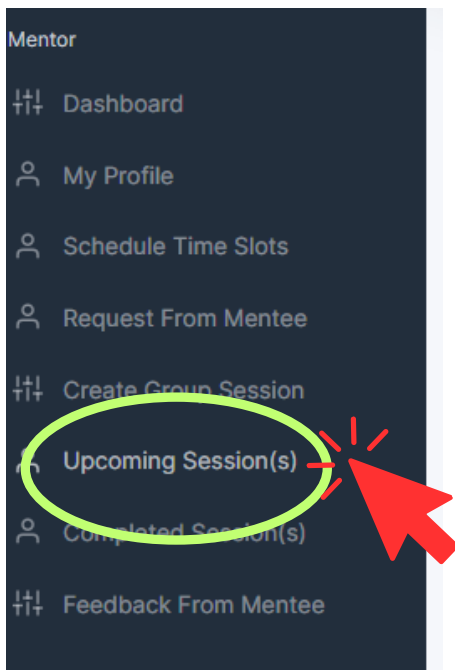 Mentor
Dashboard
My Profile
Schedule Time Slots
Request From Mentee
Create Group Session
Upcoming Session(s)
Completed Session(s)
Feedback From Mentee